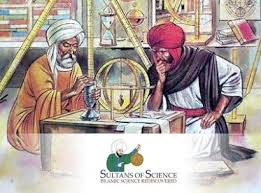 SULTANS OF SCIENCE
ISLAMIC SCIENCE REDISCOVERED